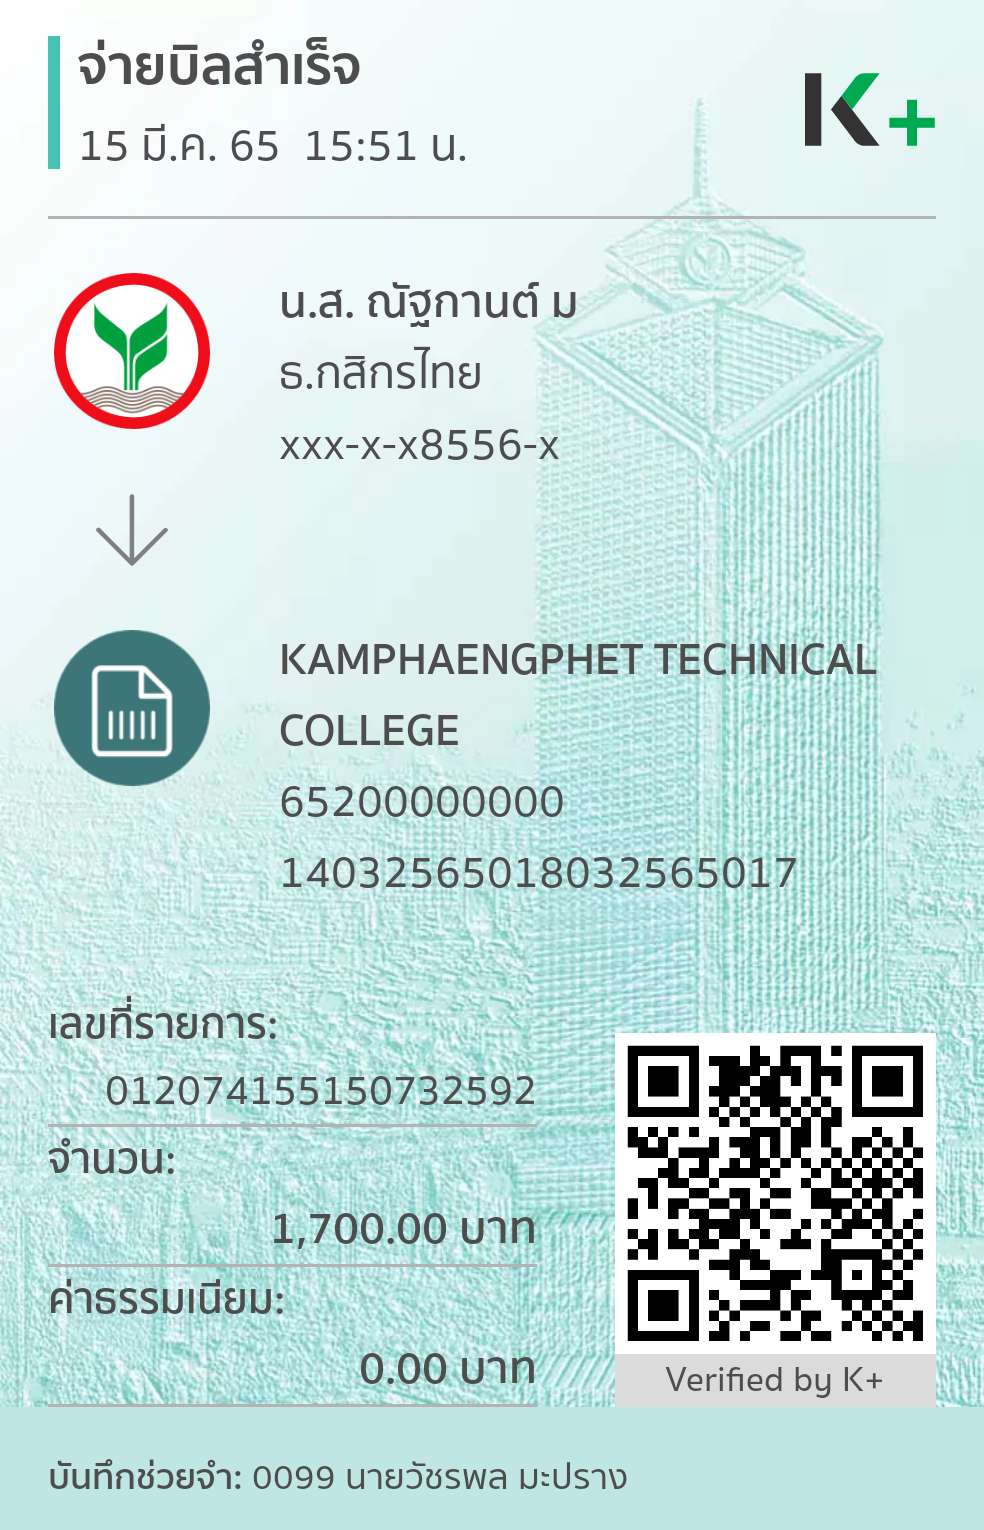 จ่ายบิลสำเร็จ
15 มี.ค. 65 15:51 น.
K+
น.ส. ณัฐกานต์ ม
ธ.กสิกรไทย
xxx-x-x8556-x
KAMPHAENGPHET TECHNICAL
COLLEGE
65200000000
14032565018032565017
เลขที่รายการ:
012074155150732592
จำนวน:
1,700.00 บาท
ค่าธรรมเนียม:
0.00 บาท
Verified by K+
บันทึกช่วยจำ: 0099 นายวัชรพล มะปราง